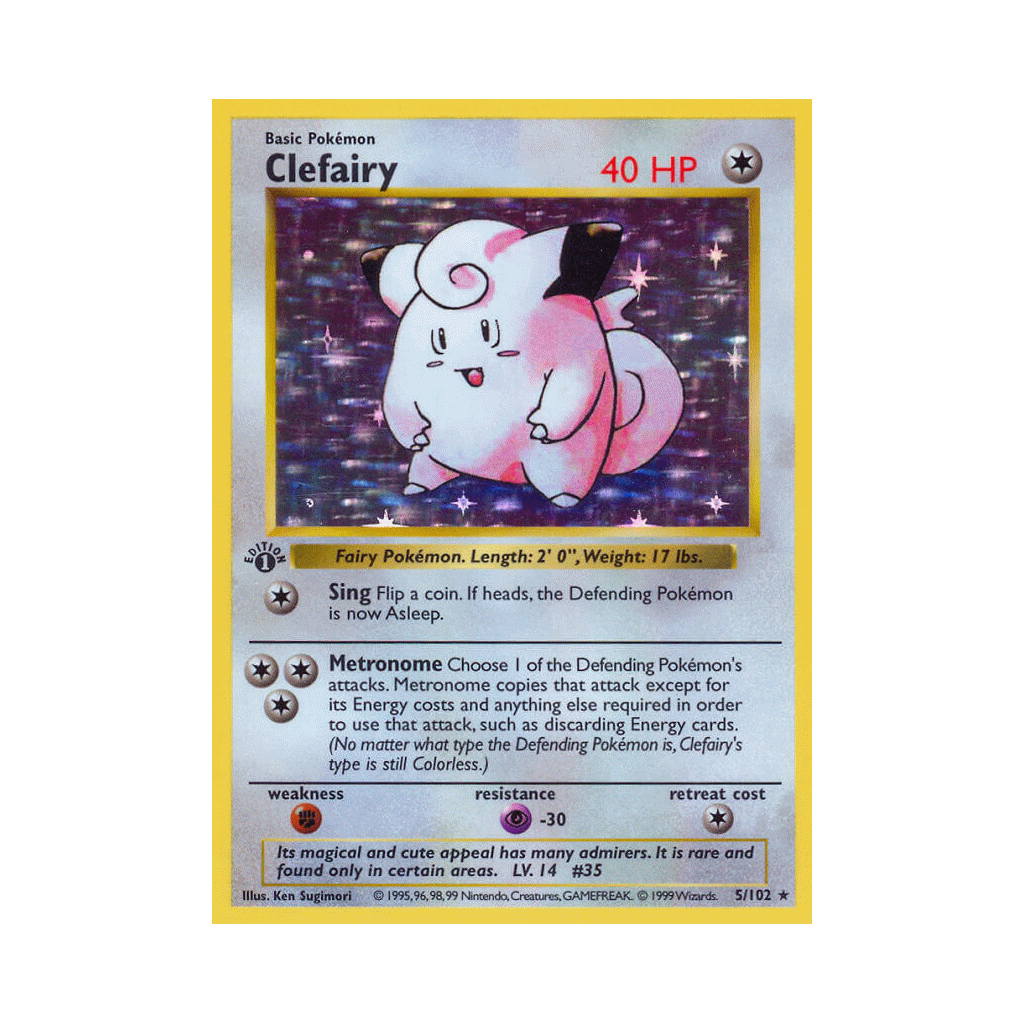 Basic Pokémon
Clefairy
40 HP
EDITION
1
Fairy Pokémon. Length: 2' 0", Weight: 17 lbs.
Sing Flip a coin. If heads, the Defending Pokémon
is now Asleep.
Metronome Choose 1 of the Defending Pokémon's
attacks. Metronome copies that attack except for
its Energy costs and anything else required in order
to use that attack, such as discarding Energy cards.
(No matter what type the Defending Pokémon is, Clefairy's
type is still Colorless.)
weakness resistance retreat cost
-30
Its magical and cute appeal has many admirers. It is rare and
found only in certain areas. LV. 14 #35
Illus. Ken Sugimori © 1995, 96, 98, 99 Nintendo, Creatures, GAMEFREAK. © 1999 Wizards. 5/102 ★